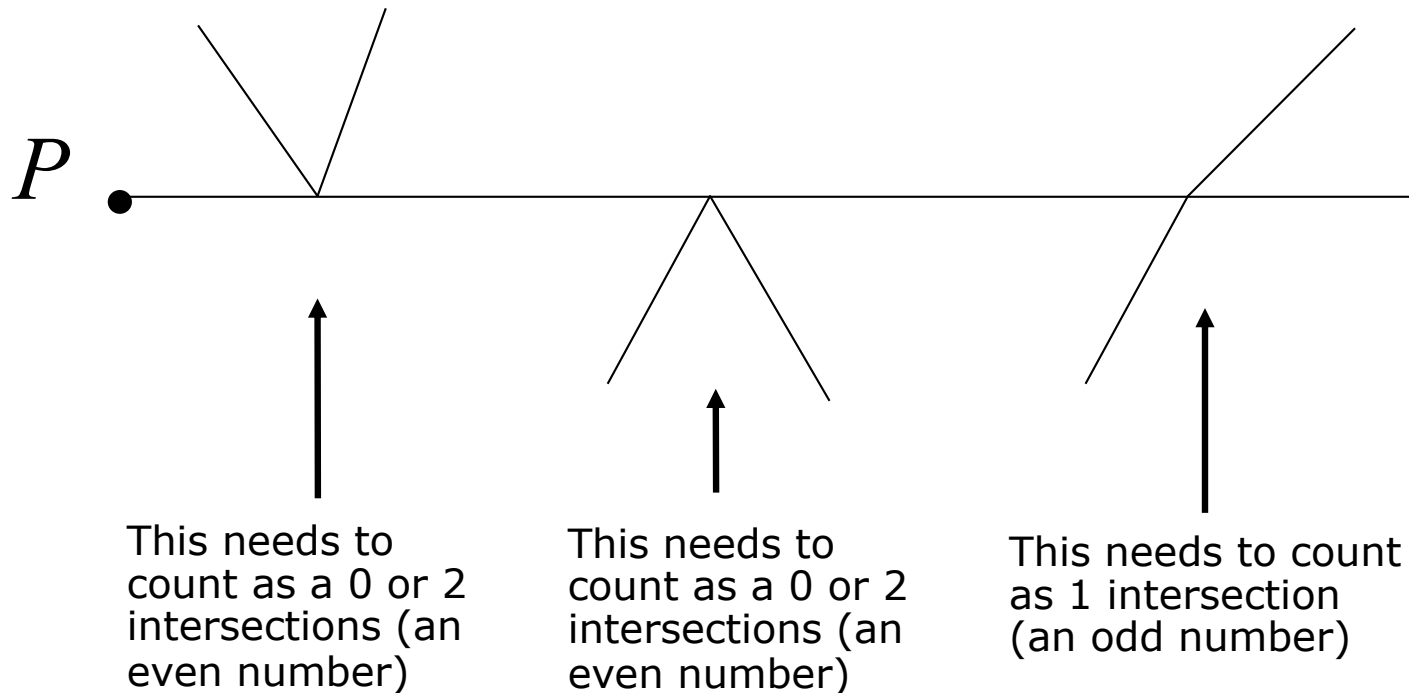 P
This needs to
count as a 0 or 2
intersections (an
even number)
This needs to
count as a 0 or 2
intersections (an
even number)
This needs to count
as 1 intersection
(an odd number)